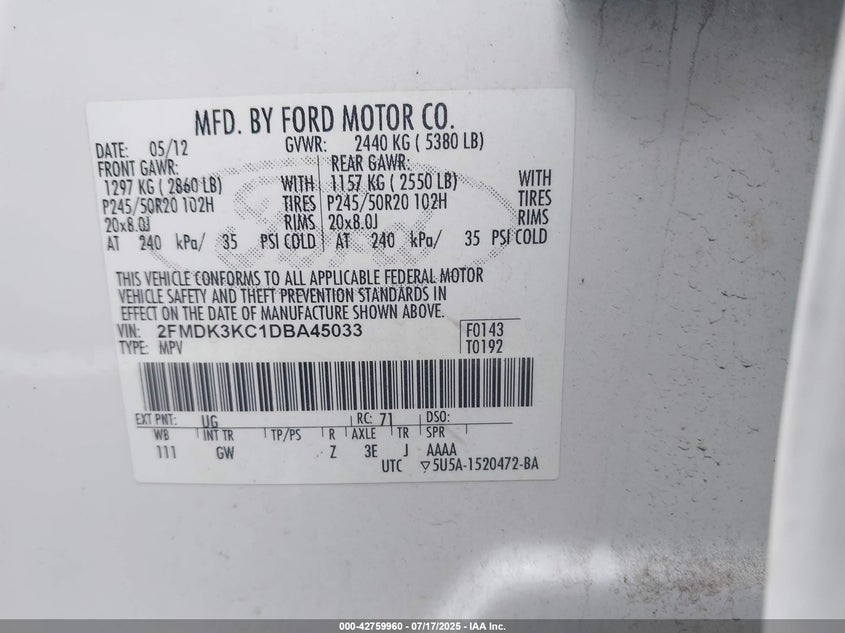 MFD. BY FORD MOTOR CO.
DATE: 05/12 GVWR: 2440 KG ( 5380 LB)
FRONT GAWR: REAR GAWR:
1297 KG ( 2860 LB) WITH 1157 KG ( 2550 LB) WITH
P245/50R20 102H TIRES P245/50R20 102H TIRES
20x8.0J RIMS 20x8.0J RIMS
AT 240 kPa/ 35 PSI COLD AT 240 kPa/ 35 PSI COLD
THIS VEHICLE CONFORMS TO ALL APPLICABLE FEDERAL MOTOR
VEHICLE SAFETY AND THEFT PREVENTION STANDARDS IN
EFFECT ON THE DATE OF MANUFACTURE SHOWN ABOVE.
VIN: 2FMDK3KC1DBA45033 F0143
TYPE: MPV T0192
EXT PNT: UG RC: 71 DSO:
WB INT TR TP/PS R AXLE TR SPR
111 GW Z 3E J AAAA
UTC ▽5U5A-1520472-BA
Ford
000-42759960 - 07/17/2025 - IAA Inc.